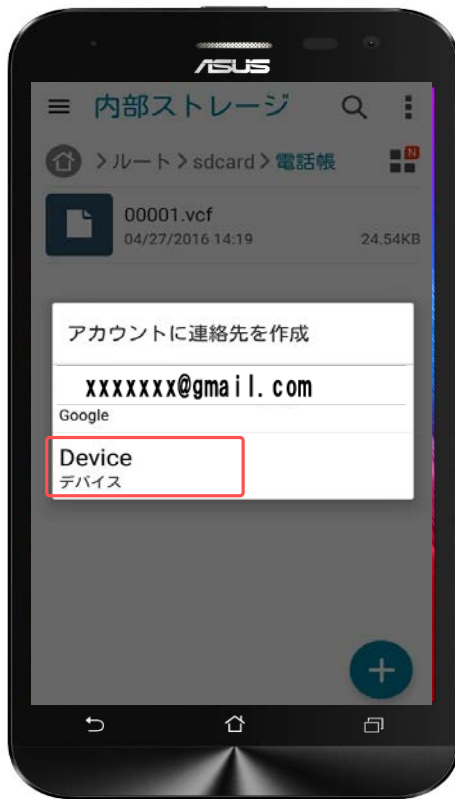 ASUS
内部ストレージ
>ルート>sdcard>電話帳
N
00001.vcf
04/27/2016 14:19 24.54KB
アカウントに連絡先を作成
xxxxxxx@gmail.com
Google
Device
デバイス